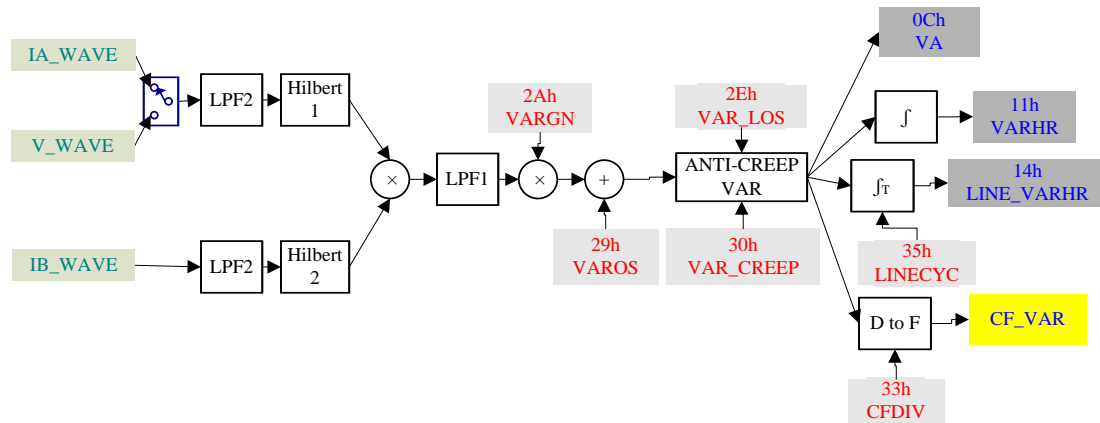 IA_WAVE
V_WAVE
IB_WAVE
LPF2
Hilbert
1
LPF2
Hilbert
2
×
LPF1
2Ah
VARGN
×
+
29h
VAROS
2Eh
VAR_LOS
ANTI-CREEP
VAR
30h
VAR_CREEP
0Ch
VA
∫
11h
VARHR
∫T
14h
LINE_VARHR
35h
LINECYC
D to F
CF_VAR
33h
CFDIV